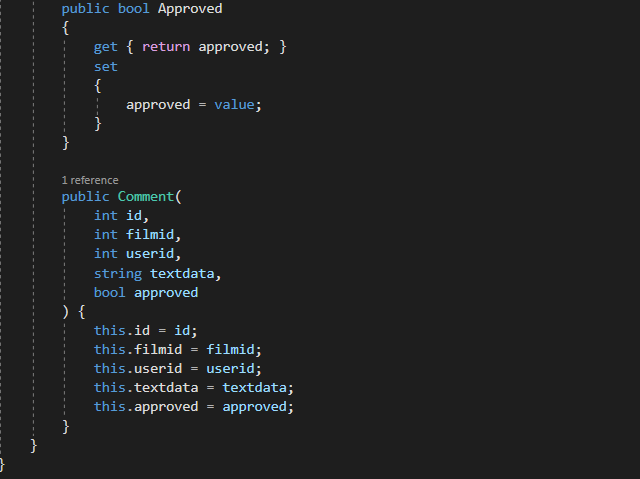 public bool Approved
{
get { return approved; }
set
{
approved = value;
}
}
1 reference
public Comment(
int id,
int filmid,
int userid,
string textdata,
bool approved
) {
this.id = id;
this.filmid = filmid;
this.userid = userid;
this.textdata = textdata;
this.approved = approved;
}
}
}